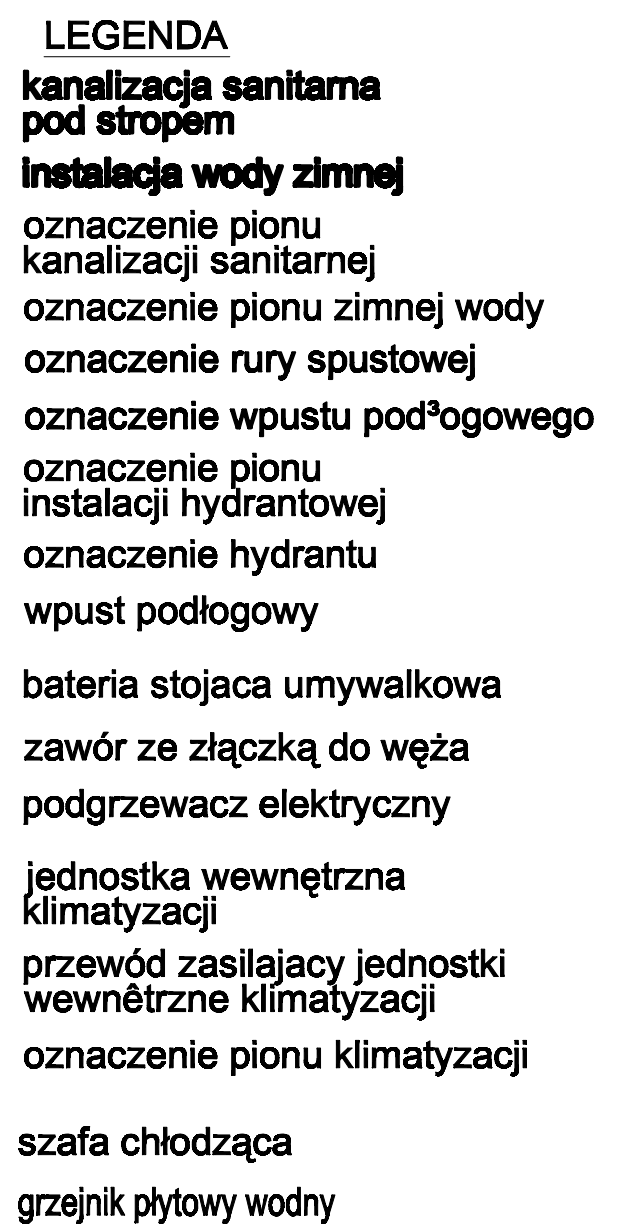 LEGENDA
kanalizacja sanitarna
pod stropem
instalacja wody zimnej
oznaczenie pionu
kanalizacji sanitarnej
oznaczenie pionu zimnej wody
oznaczenie rury spustowej
oznaczenie wpustu pod³ogowego
oznaczenie pionu
instalacji hydrantowej
oznaczenie hydrantu
wpust podłogowy
bateria stojaca umywalkowa
zawór ze złączką do węża
podgrzewacz elektryczny
jednostka wewnętrzna
klimatyzacji
przewód zasilajacy jednostki
wewnêtrzne klimatyzacji
oznaczenie pionu klimatyzacji
szafa chłodząca
grzejnik płytowy wodny